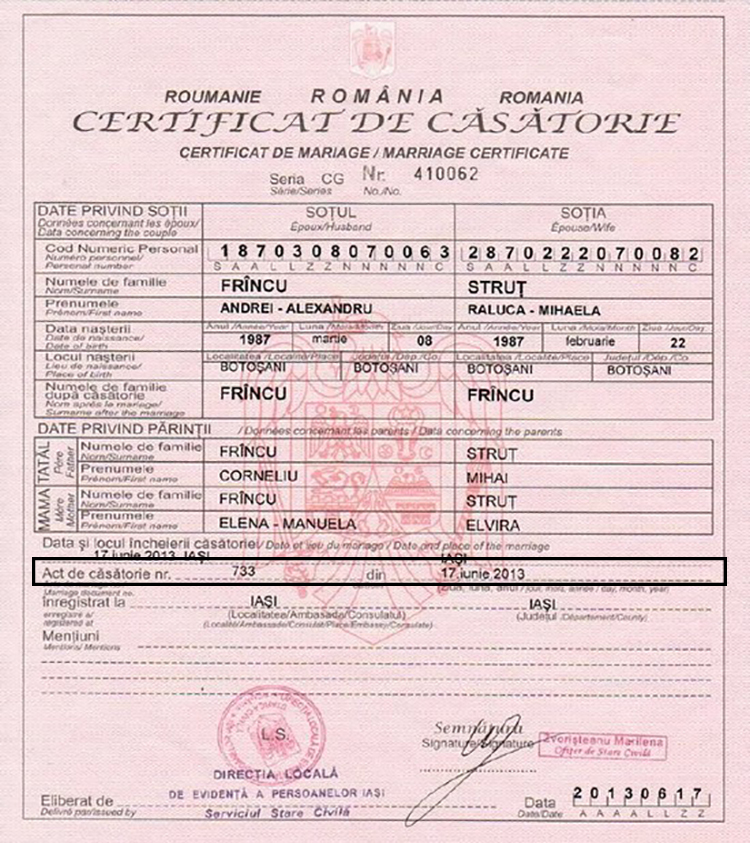 ROUMANIE ROMÂNIA ROMANIA
CERTIFICAT DE CĂSĂTORIE
CERTIFICAT DE MARIAGE / MARRIAGE CERTIFICATE
Seria CG Nr. 410062
Série/Series No./No.
DATE PRIVIND SOȚII SOȚUL SOȚIA
Données concernant les époux/ Époux/Husband Épouse/Wife
Data concerning the couple
Cod Numeric Personal 1870308070063 2870222070082
Numéro personnel/ S A A L L Z Z N N N N N C S A A L L Z Z N N N N N C
Personal number
Numele de familie FRÎNCU STRUȚ
Nom/Surname
Prenumele ANDREI - ALEXANDRU RALUCA - MIHAELA
Prénom/First name
Data nașterii Anul /Année/Year Luna /Mois/Month Ziua /Jour/Day Anul /Année/Year Luna /Mois/Month Ziua /Jour/Day
Date de naissance/ 1987 martie 08 1987 februarie 22
Date of birth
Locul nașterii Localitatea /Localité/Place Județul /Dép./Co Localitatea /Localité/Place Județul /Dép./Co
Lieu de naissance/ BOTOȘANI BOTOȘANI BOTOȘANI BOTOȘANI
Place of birth
Numele de familie
după căsătorie FRÎNCU FRÎNCU
Nom après le mariage/
Surname after the marriage
DATE PRIVIND PĂRINȚII / Données concernant les parents / Data concerning the parents
TATĂL Père Father
Numele de familie FRÎNCU STRUȚ
Nom/Surname
Prenumele CORNELIU MIHAI
Prénom/First name
MAMA Mère Mother
Numele de familie FRÎNCU STRUȚ
Nom/Surname
Prenumele ELENA - MANUELA ELVIRA
Prénom/First name
Data și locul încheierii căsătoriei / Date et lieu du mariage / Date and place of the marriage
17 iunie 2013 IAȘI IAȘI
Act de căsătorie nr. 733 din 17 iunie 2013
Marriage document no. Ziua, luna, anul / jour, mois, année / day, month, year)
Înregistrat la IAȘI IAȘI
enregistré à/ (Localitatea/Ambasada/Consulatul) (Județul /Département/County)
registered at (Localité/Ambassade/Consulat/Place/Embassy/Consulate)
Mențiuni
Mentions/ Mentions
L.S.
Semnătura
Signature/Signature
Zvorișteanu Marilena
Ofițer de Stare Civilă
DIRECȚIA LOCALĂ
DE EVIDENȚĂ A PERSOANELOR IAȘI
Eliberat de Serviciul Stare Civilă Data 20130617
Délivré par/issued by Date/Date A A A A L L Z Z